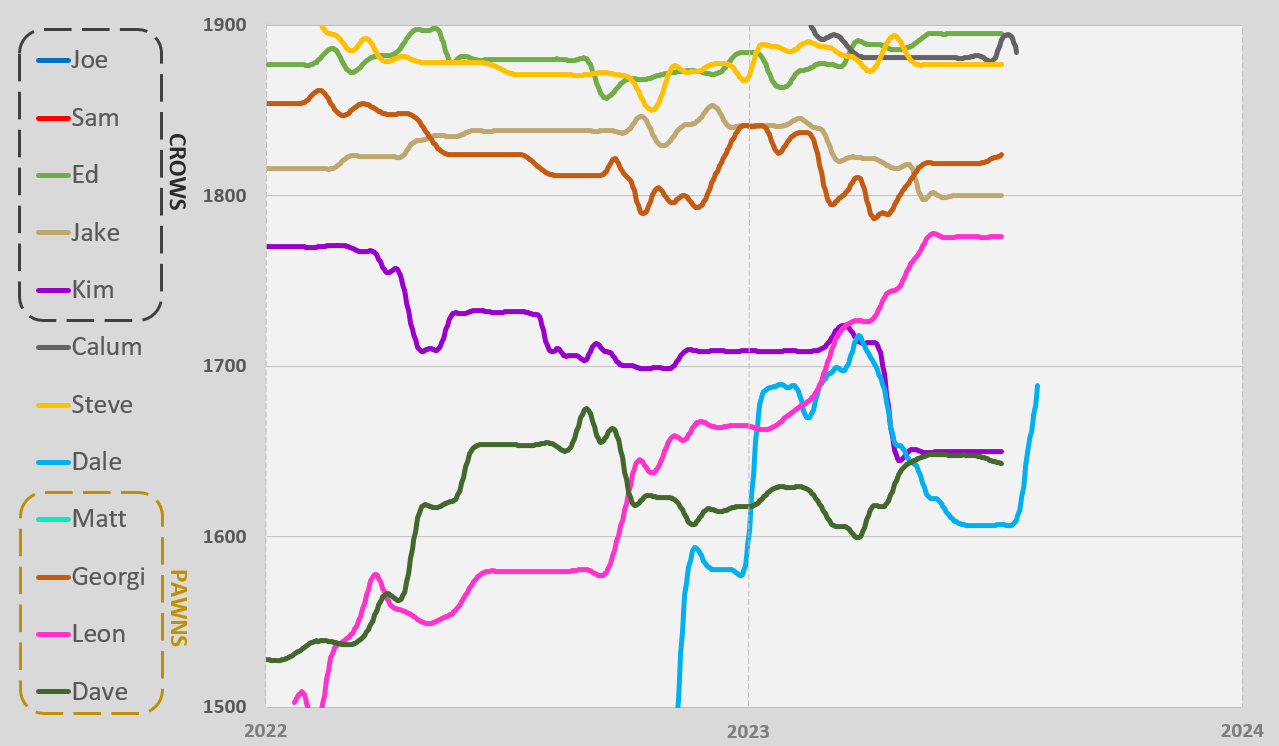 Joe
Sam
Ed
Jake
Kim
CROWS
Calum
Steve
Dale
Matt
Georgi
Leon
Dave
PAWNS
1900
1800
1700
1600
1500
2022
2023
2024